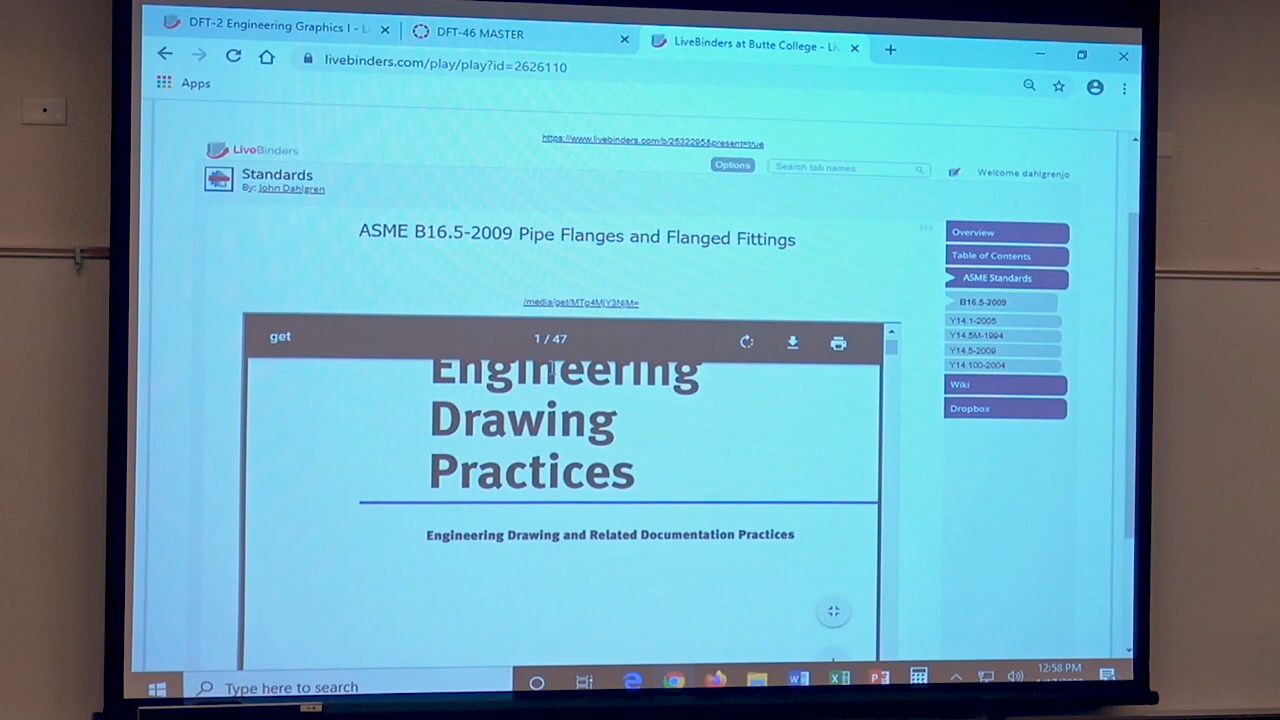 DFT-2 Engineering Graphics I - Li
DFT-46 MASTER
LiveBinders at Butte College - Liv
livebinders.com/play/play?id=2626110
Apps
https://www.livebinders.com/b/2532295&present=true
LiveBinders
Options
Search tab names
Welcome dahlgrenjo
Standards
By: John Dahlgren
ASME B16.5-2009 Pipe Flanges and Flanged Fittings
Overview
Table of Contents
ASME Standards
B16.5-2009
Y14.1-2005
Y14.5M-1994
Y14.5-2009
Y14.100-2004
Wiki
Dropbox
get
1 / 47
Engineering
Drawing
Practices
Engineering Drawing and Related Documentation Practices
Type here to search
12:58 PM